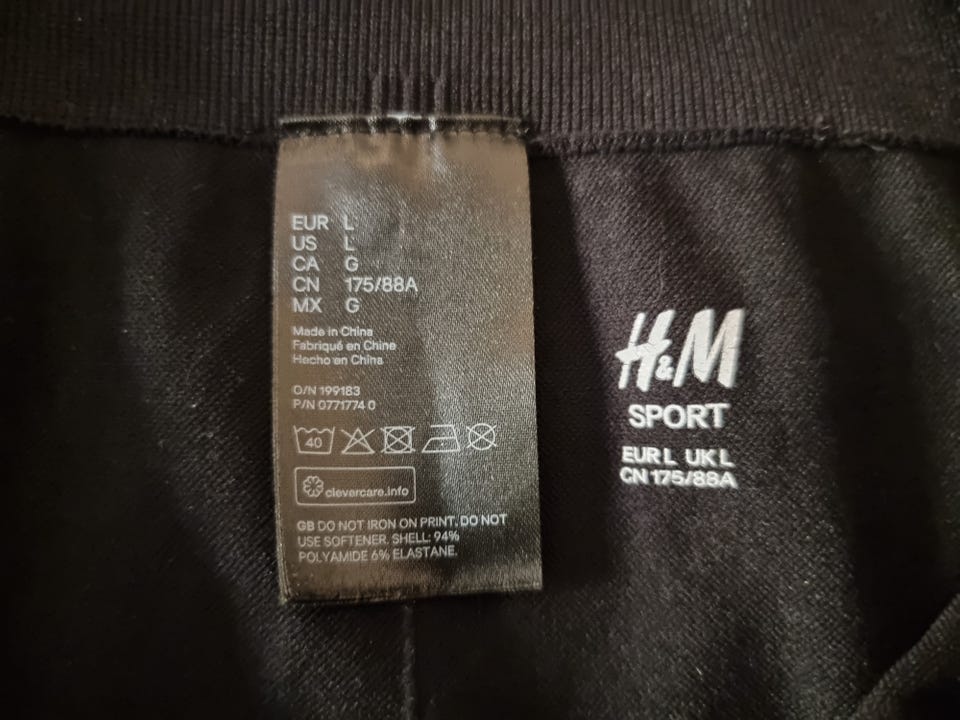 EUR L
US L
CA G
CN 175/88A
MX G
Made in China
Fabriqué en Chine
Hecho en China
O/N 199183
P/N 0771774 0
40
clevercare.info
GB DO NOT IRON ON PRINT. DO NOT
USE SOFTENER. SHELL: 94%
POLYAMIDE 6% ELASTANE.
H&M
SPORT
EUR L UK L
CN 175/88A